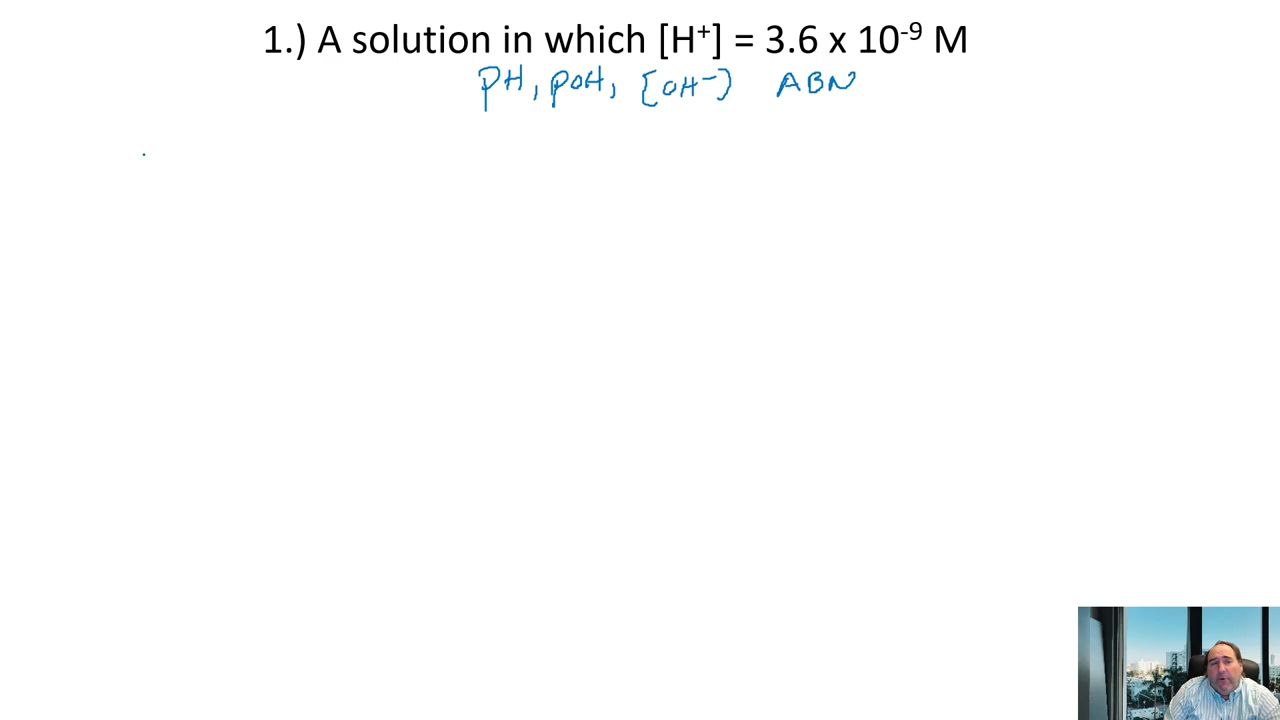 1.) A solution in which [H⁺] = 3.6 x 10⁻⁹ M
pH, pOH, [OH⁻] ABN